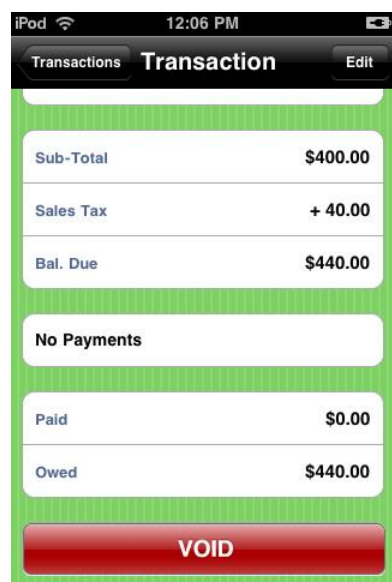 iPod 12:06 PM
Transactions Transaction Edit
Sub-Total $400.00
Sales Tax + 40.00
Bal. Due $440.00
No Payments
Paid $0.00
Owed $440.00
VOID